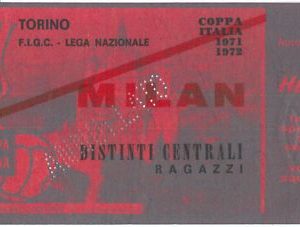 TORINO
F.I.G.C. - LEGA NAZIONALE
COPPA
ITALIA
1971
1972
MILAN
DISTINTI CENTRALI
RAGAZZI